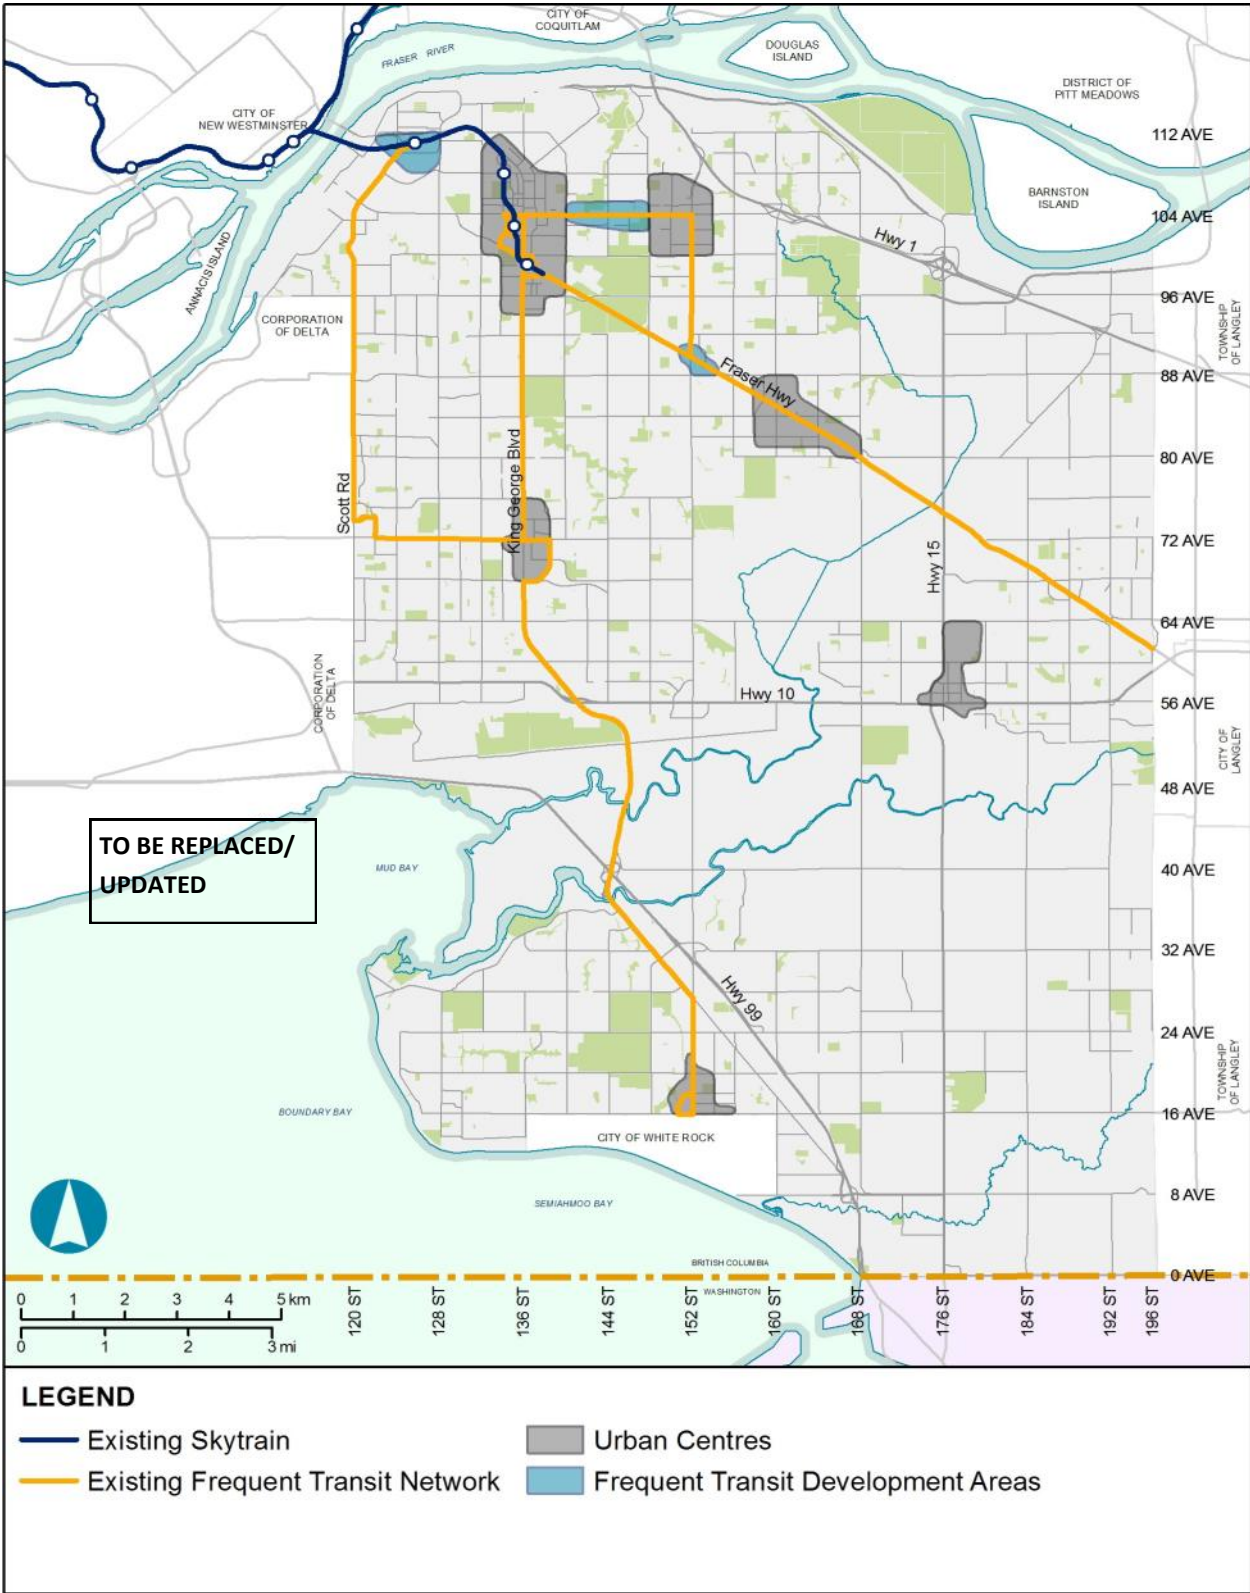 CITY OF
COQUITLAM
DOUGLAS
ISLAND
FRASER RIVER
DISTRICT OF
PITT MEADOWS
CITY OF
NEW WESTMINSTER
112 AVE
BARNSTON
ISLAND
104 AVE
Hwy 1
ANNACIS ISLAND
96 AVE
CORPORATION
OF DELTA
TOWNSHIP
OF LANGLEY
88 AVE
Fraser Hwy
King George Blvd
80 AVE
Scott Rd
72 AVE
Hwy 15
64 AVE
CORPORATION
OF DELTA
Hwy 10
56 AVE
CITY OF
LANGLEY
48 AVE
TO BE REPLACED/
UPDATED
MUD BAY
40 AVE
32 AVE
Hwy 99
24 AVE
TOWNSHIP
OF LANGLEY
BOUNDARY BAY
16 AVE
CITY OF WHITE ROCK
SEMIAHMOO BAY
8 AVE
BRITISH COLUMBIA
0 AVE
WASHINGTON
0 1 2 3 4 5 km
0 1 2 3 mi
120 ST
128 ST
136 ST
144 ST
152 ST
160 ST
168 ST
176 ST
184 ST
192 ST
196 ST
LEGEND
Existing Skytrain
Urban Centres
Existing Frequent Transit Network
Frequent Transit Development Areas